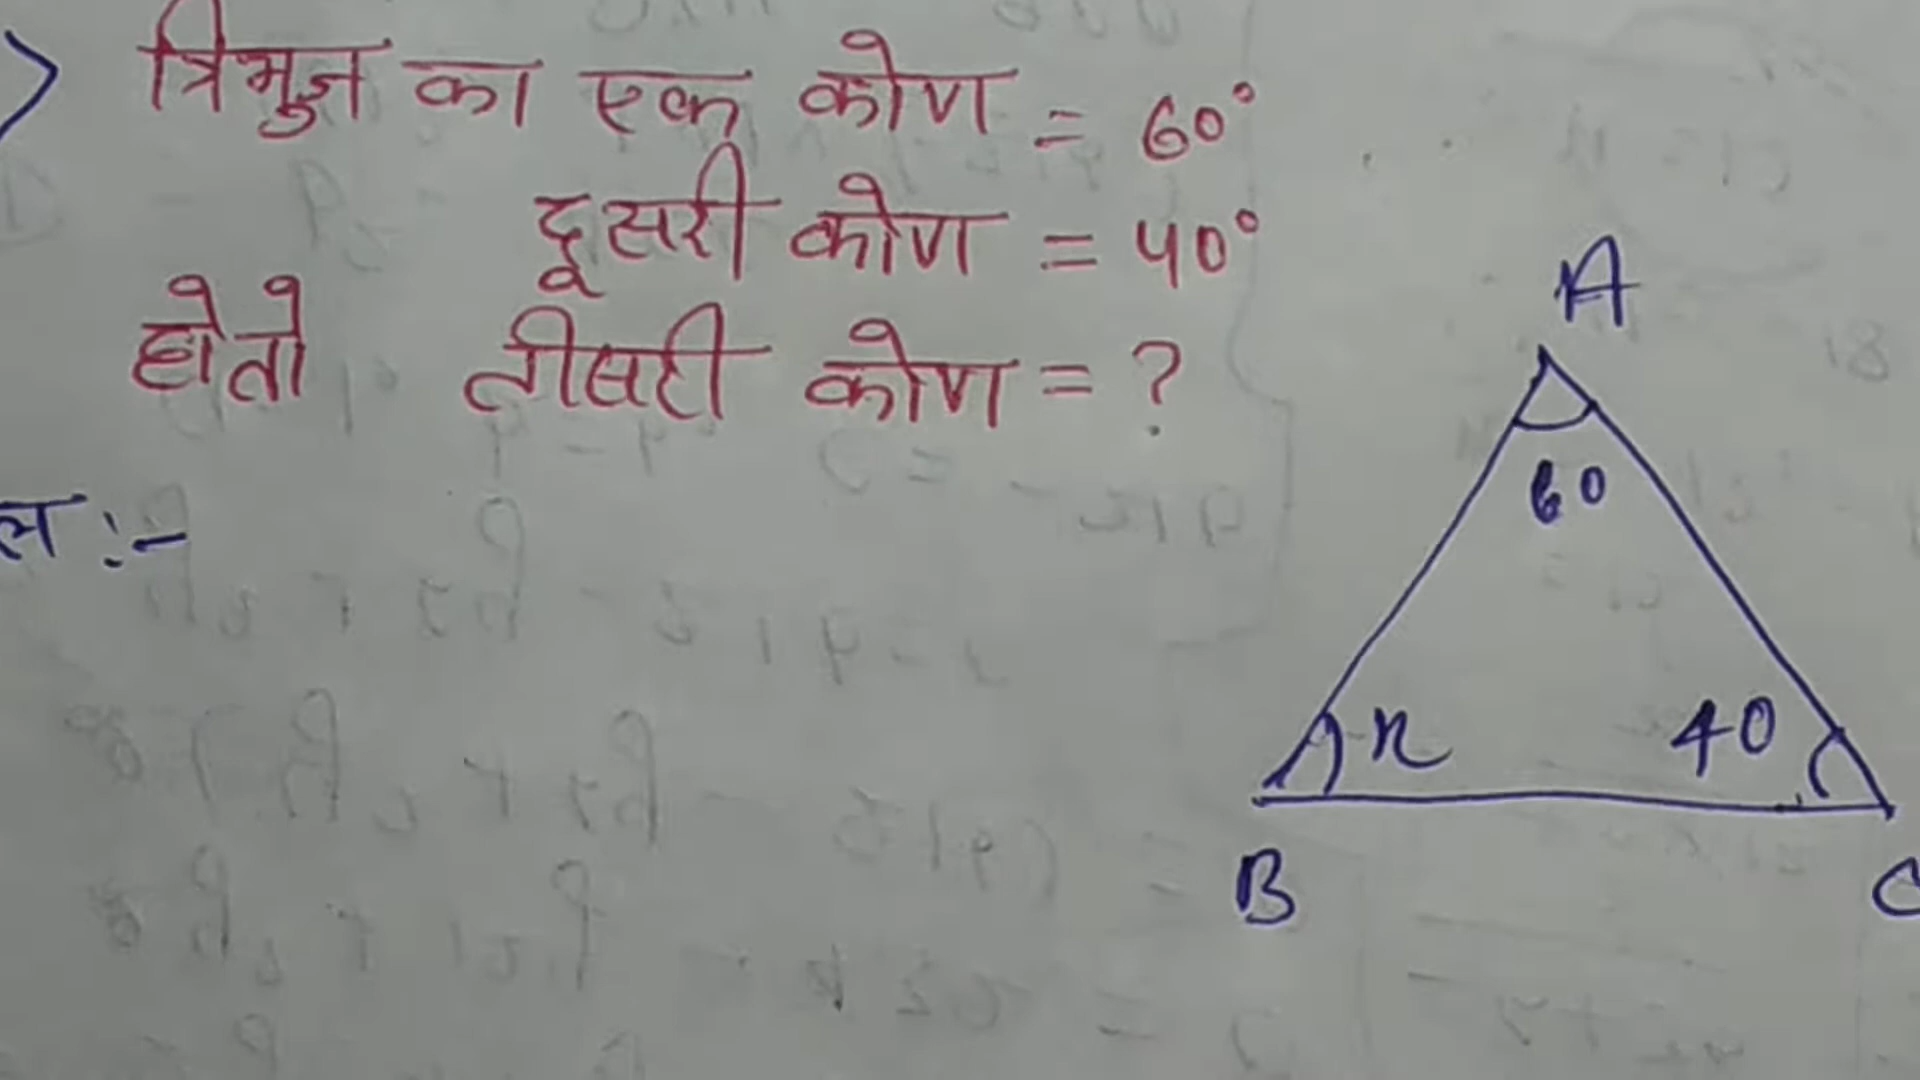 त्रिभुज का एक कोण = 60°
दूसरी कोण = 40°
होतो तीसरी कोण = ?
ल :-
A
60
x 40
B
C